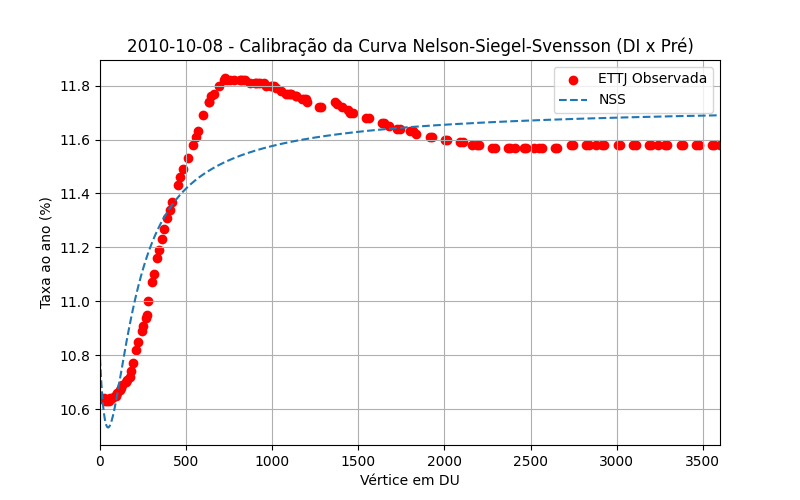 2010-10-08 - Calibração da Curva Nelson-Siegel-Svensson (DI x Pré)
ETTJ Observada
NSS
Taxa ao ano (%)
11.8
11.6
11.4
11.2
11.0
10.8
10.6
0 500 1000 1500 2000 2500 3000 3500
Vértice em DU